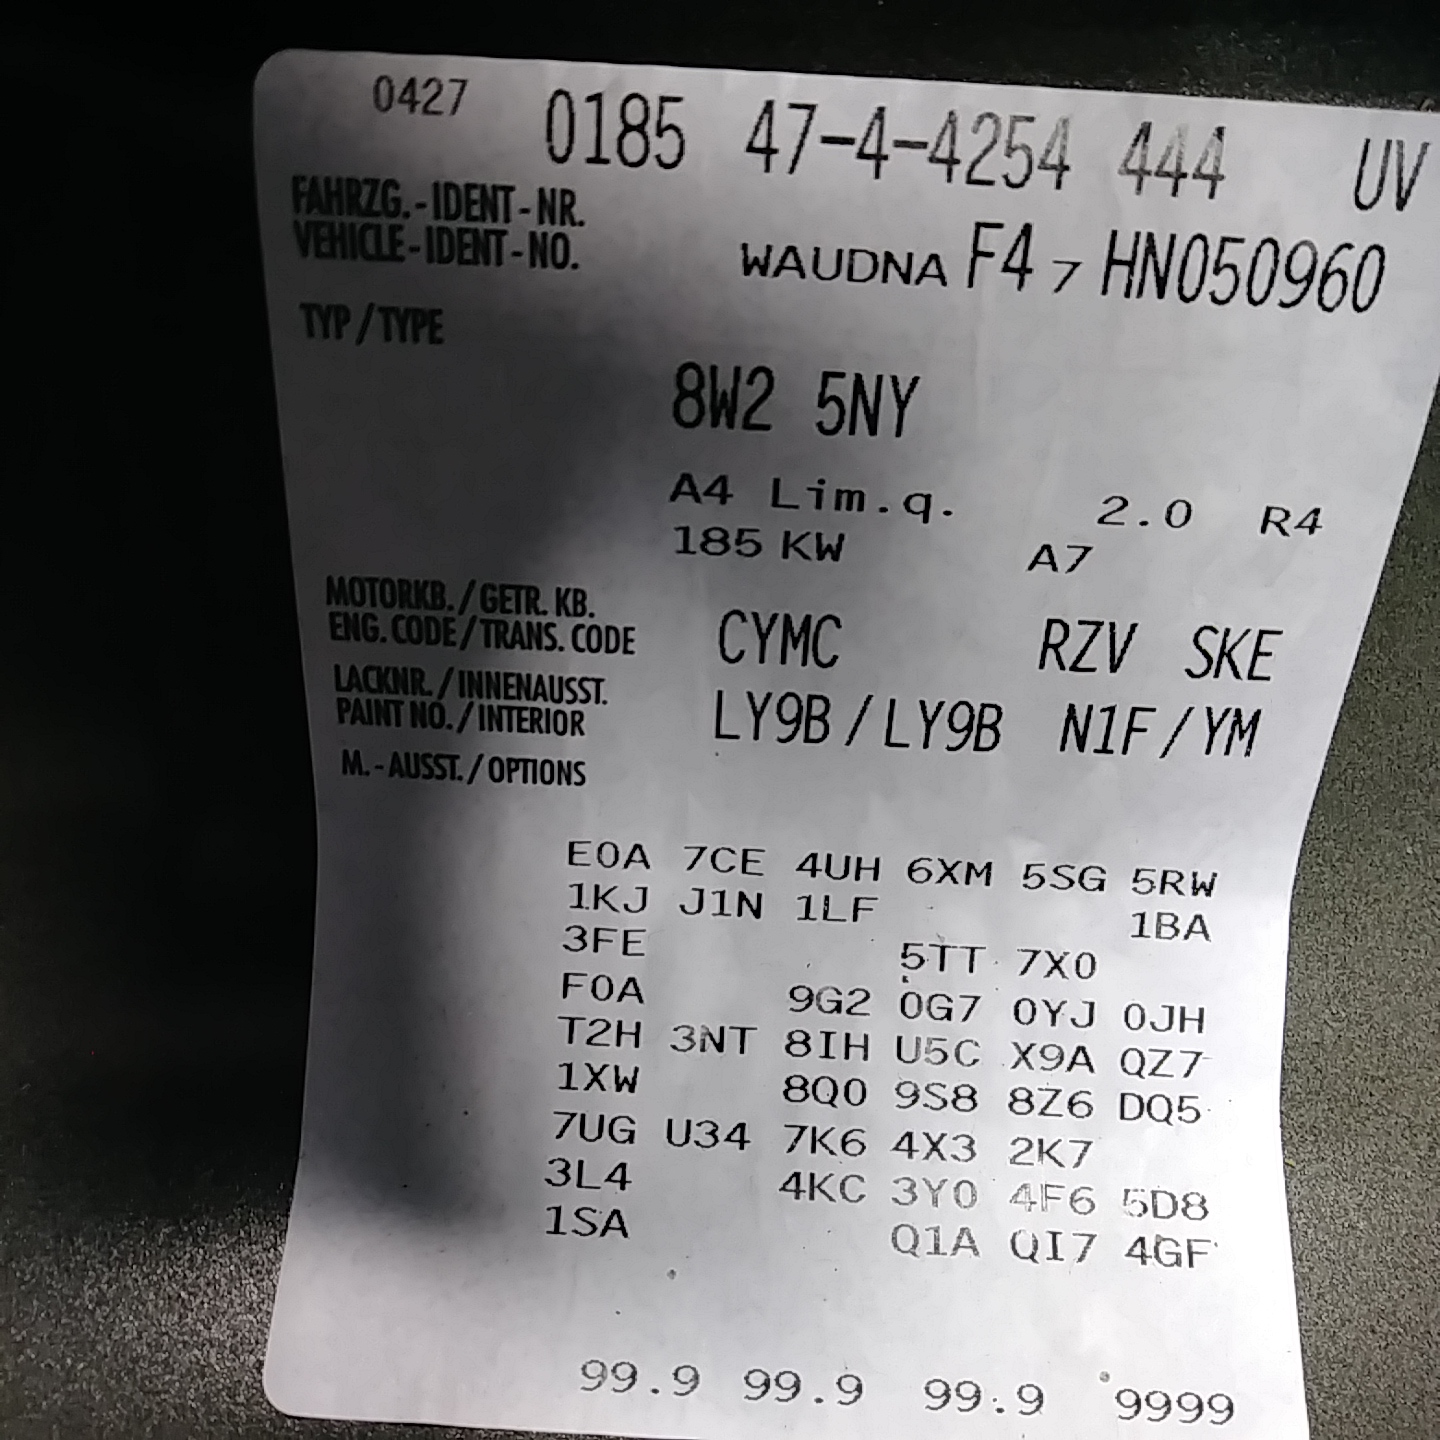 0427 0185 47-4-4254 444 UV
FAHRZG.-IDENT-NR.
VEHICLE-IDENT-NO. WAUDNAF47HN050960
TYP/TYPE
8W2 5NY
A4 Lim.q. 2.0 R4
185 KW A7
MOTORKB./GETR. KB.
ENG. CODE/TRANS. CODE CYMC RZV SKE
LACKNR./INNENAUSST.
PAINT NO./INTERIOR LY9B/LY9B N1F/YM
M.-AUSST./OPTIONS
E0A 7CE 4UH 6XM 5SG 5RW
1KJ J1N 1LF 1BA
3FE 5TT 7X0
F0A 9G2 0G7 0YJ 0JH
T2H 3NT 8IH U5C X9A QZ7
1XW 8Q0 9S8 8Z6 DQ5
7UG U34 7K6 4X3 2K7
3L4 4KC 3Y0 4F6 5D8
1SA Q1A QI7 4GF
99.9 99.9 99.9 9999